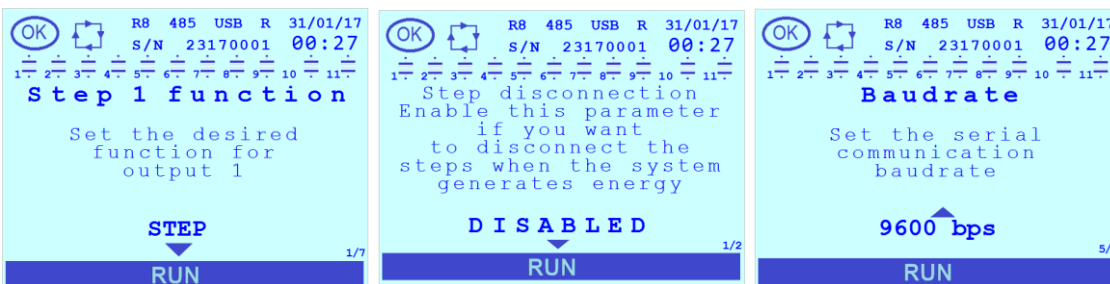 OK R8 485 USB R 31/01/17
S/N 23170001 00:27
1 2 3 4 5 6 7 8 9 10 11
Step 1 function
Set the desired
function for
output 1
STEP
1/7
RUN
OK R8 485 USB R 31/01/17
S/N 23170001 00:27
1 2 3 4 5 6 7 8 9 10 11
Step disconnection
Enable this parameter
if you want
to disconnect the
steps when the system
generates energy
DISABLED
1/2
RUN
OK R8 485 USB R 31/01/17
S/N 23170001 00:27
1 2 3 4 5 6 7 8 9 10 11
Baudrate
Set the serial
communication
baudrate
9600 bps
5/
RUN